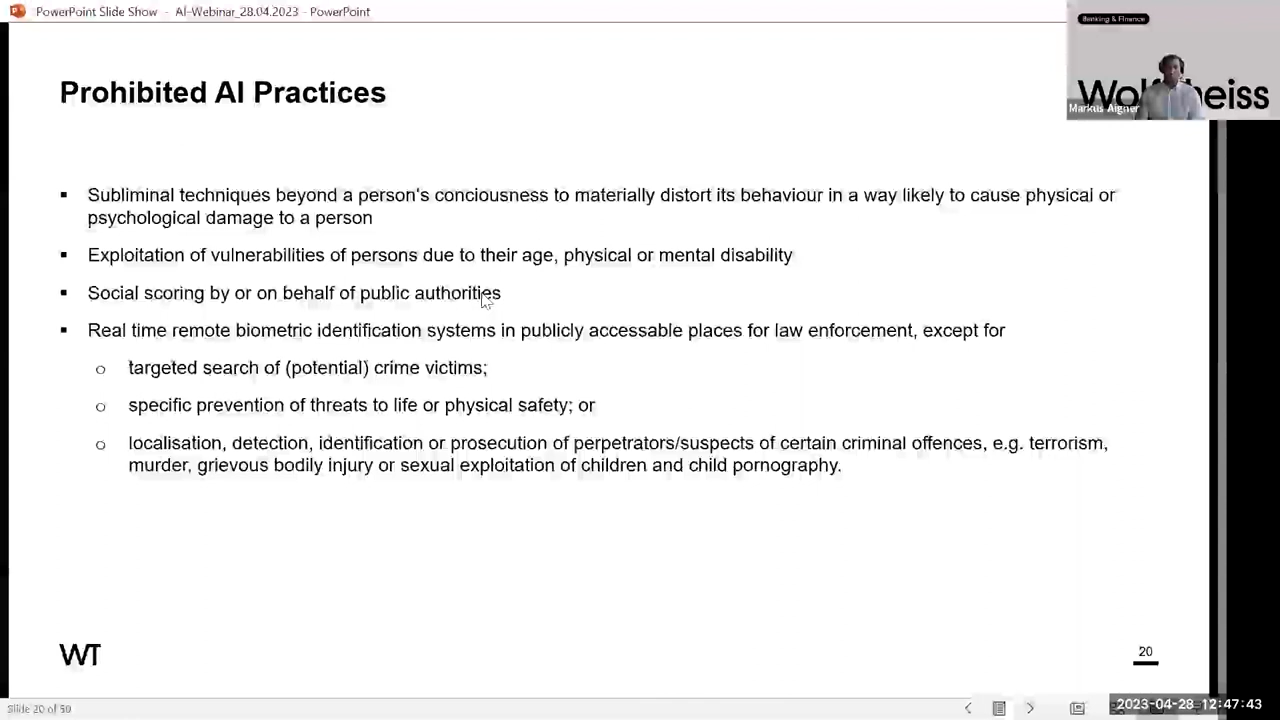 PowerPoint Slide Show - AI-Webinar_28.04.2023 - PowerPoint
Banking & Finance
Markus Aigner
Prohibited AI Practices
▪ Subliminal techniques beyond a person's conciousness to materially distort its behaviour in a way likely to cause physical or
psychological damage to a person
▪ Exploitation of vulnerabilities of persons due to their age, physical or mental disability
▪ Social scoring by or on behalf of public authorities
▪ Real time remote biometric identification systems in publicly accessable places for law enforcement, except for
o targeted search of (potential) crime victims;
o specific prevention of threats to life or physical safety; or
o localisation, detection, identification or prosecution of perpetrators/suspects of certain criminal offences, e.g. terrorism,
murder, grievous bodily injury or sexual exploitation of children and child pornography.
WT
20
Slide 20 of 50
2023-04-28 12:47:43